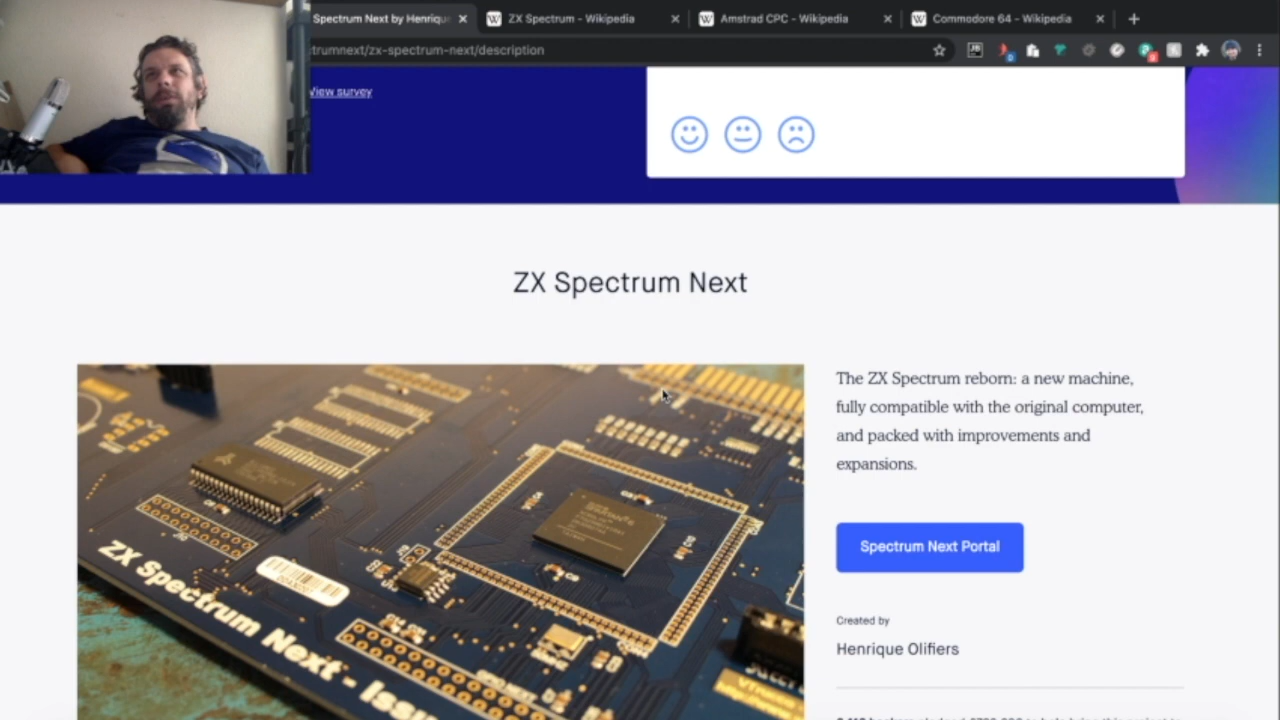 Spectrum Next by Henriqu
ZX Spectrum - Wikipedia
Amstrad CPC - Wikipedia
Commodore 64 - Wikipedia
trumnext/zx-spectrum-next/description
View survey
ZX Spectrum Next
The ZX Spectrum reborn: a new machine,
fully compatible with the original computer,
and packed with improvements and
expansions.
Spectrum Next Portal
Created by
Henrique Olifiers
ZX Spectrum Next - Issu